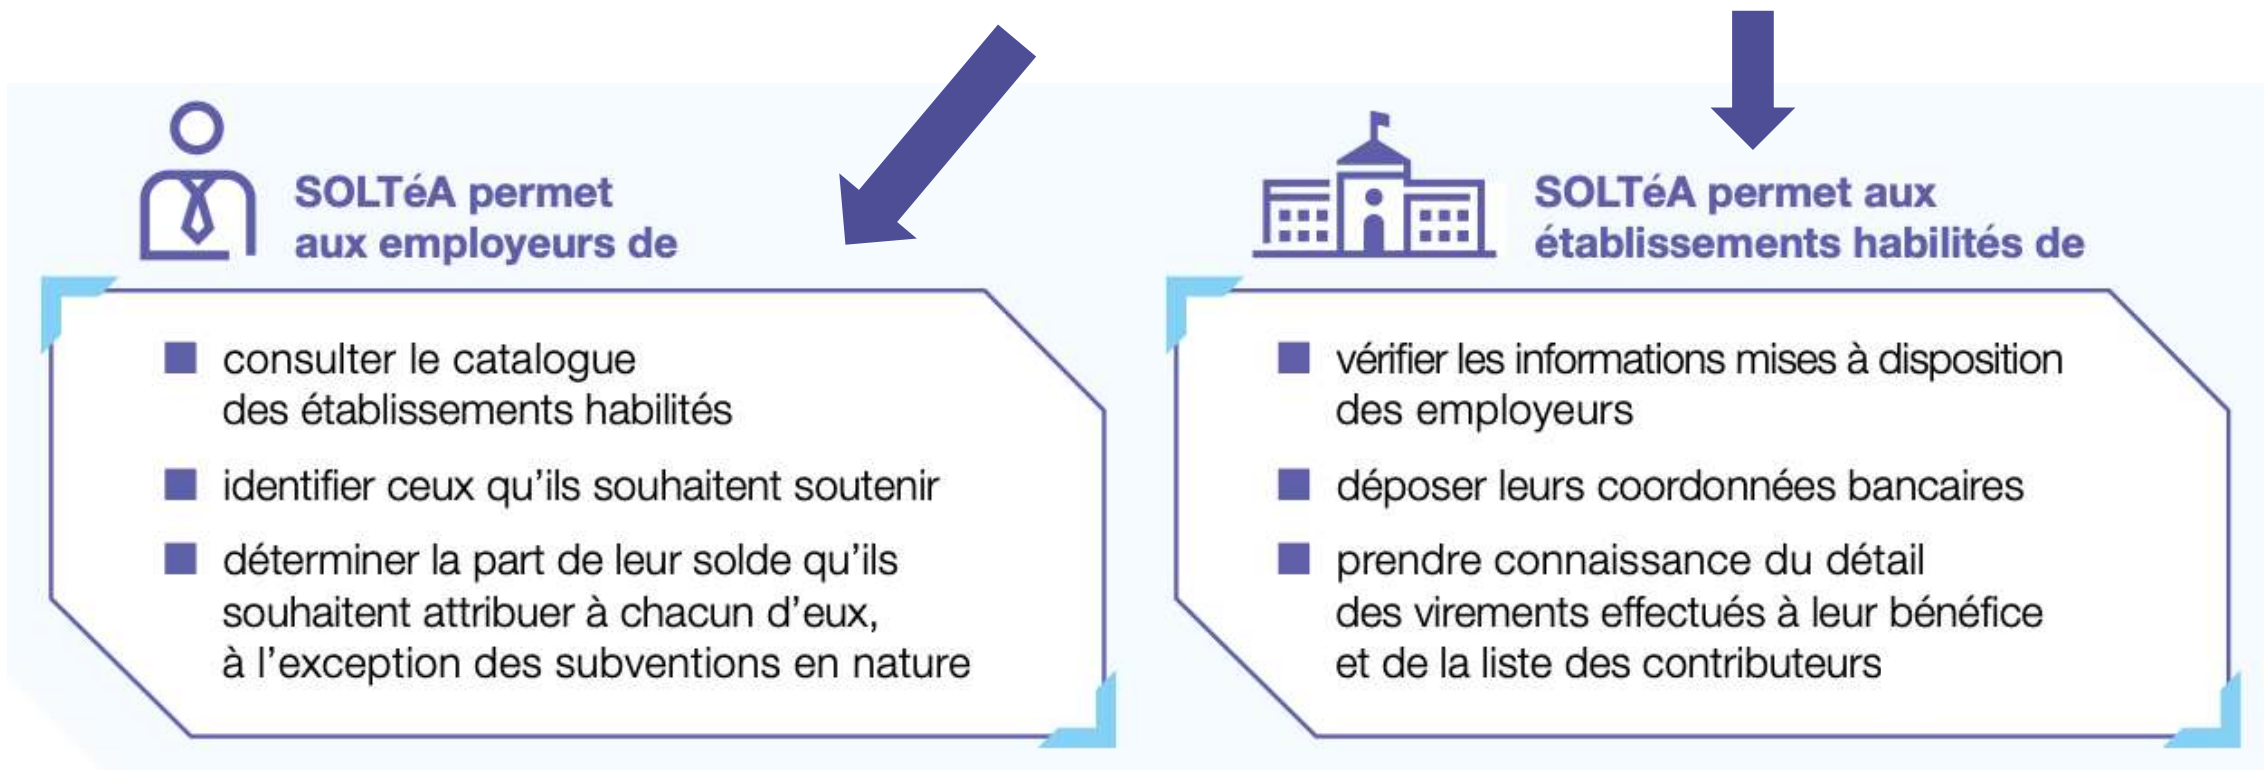 SOLTéA permet
aux employeurs de
consulter le catalogue
des établissements habilités
identifier ceux qu’ils souhaitent soutenir
déterminer la part de leur solde qu’ils
souhaitent attribuer à chacun d’eux,
à l’exception des subventions en nature
SOLTéA permet aux
établissements habilités de
vérifier les informations mises à disposition
des employeurs
déposer leurs coordonnées bancaires
prendre connaissance du détail
des virements effectués à leur bénéfice
et de la liste des contributeurs